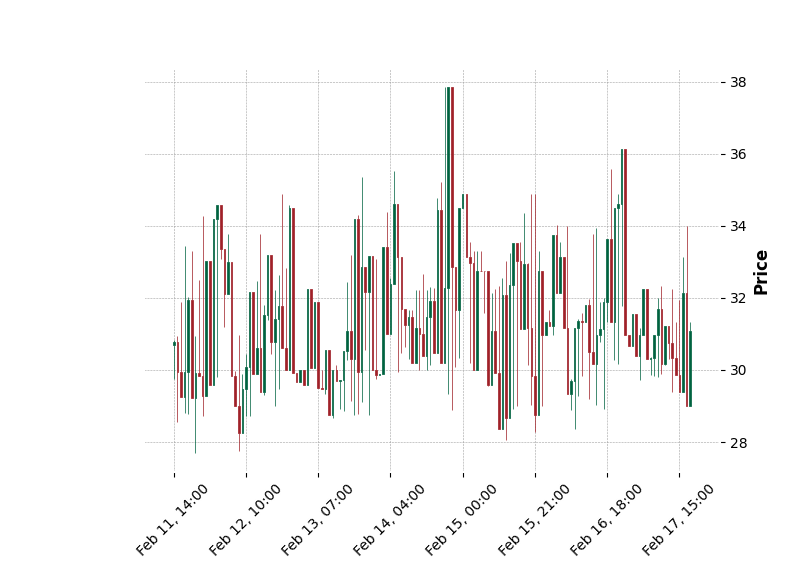 38
36
34
32
30
28
Price
Feb 11, 14:00
Feb 12, 10:00
Feb 13, 07:00
Feb 14, 04:00
Feb 15, 00:00
Feb 15, 21:00
Feb 16, 18:00
Feb 17, 15:00